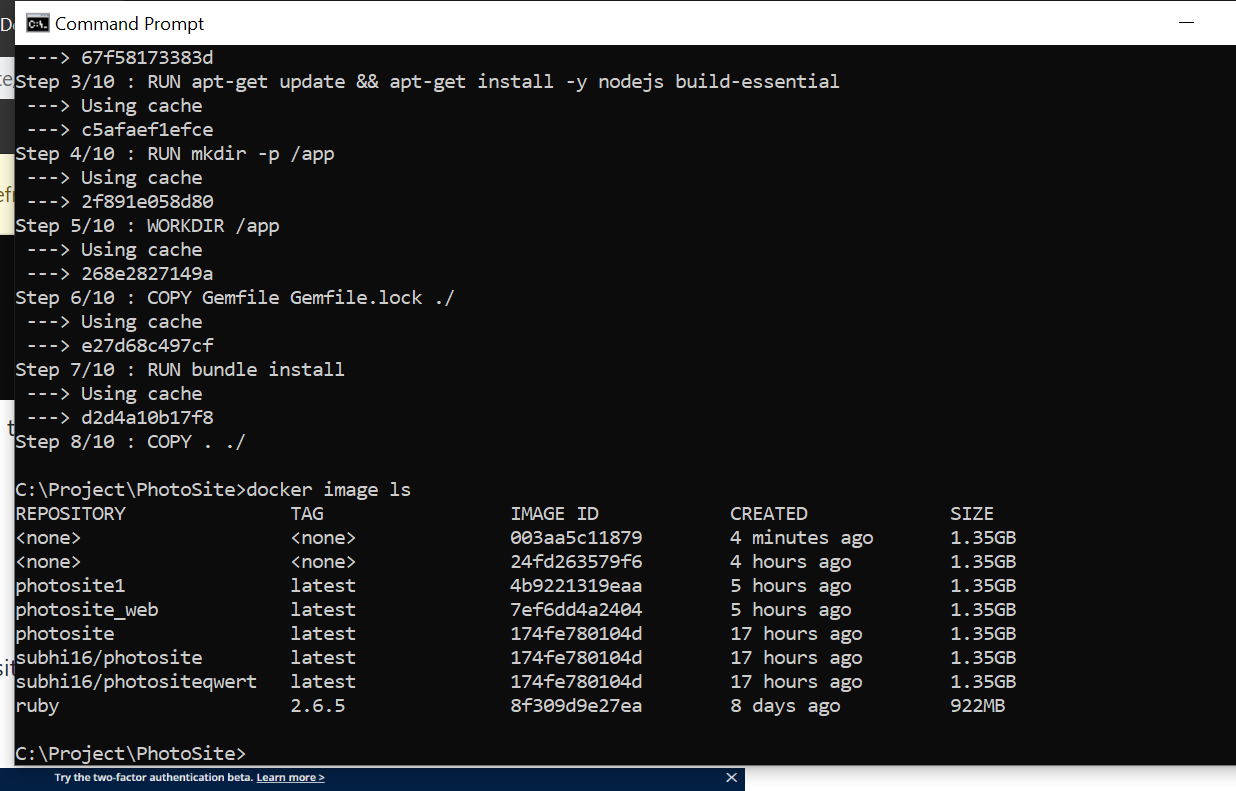 Command Prompt
---> 67f58173383d
Step 3/10 : RUN apt-get update && apt-get install -y nodejs build-essential
---> Using cache
---> c5afaef1efce
Step 4/10 : RUN mkdir -p /app
---> Using cache
---> 2f891e058d80
Step 5/10 : WORKDIR /app
---> Using cache
---> 268e2827149a
Step 6/10 : COPY Gemfile Gemfile.lock ./
---> Using cache
---> e27d68c497cf
Step 7/10 : RUN bundle install
---> Using cache
---> d2d4a10b17f8
Step 8/10 : COPY . ./
C:\Project\PhotoSite>docker image ls
REPOSITORY TAG IMAGE ID CREATED SIZE
<none> <none> 003aa5c11879 4 minutes ago 1.35GB
<none> <none> 24fd263579f6 4 hours ago 1.35GB
photosite1 latest 4b9221319eaa 5 hours ago 1.35GB
photosite_web latest 7ef6dd4a2404 5 hours ago 1.35GB
photosite latest 174fe780104d 17 hours ago 1.35GB
subhi16/photosite latest 174fe780104d 17 hours ago 1.35GB
subhi16/photositeqwert latest 174fe780104d 17 hours ago 1.35GB
ruby 2.6.5 8f309d9e27ea 8 days ago 922MB
C:\Project\PhotoSite>
Try the two-factor authentication beta. Learn more >